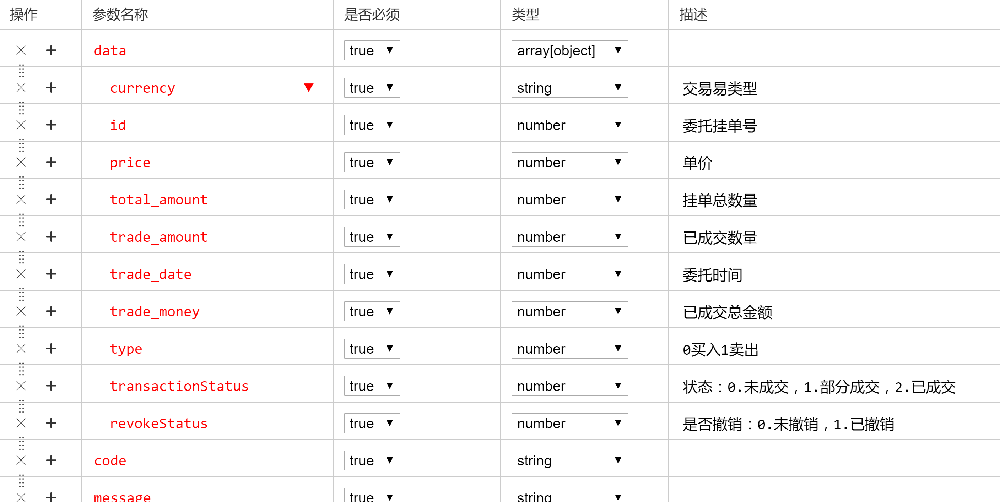 操作 参数名称 是否必须 类型 描述
data true array[object]
currency true string 交易易类型
id true number 委托挂单号
price true number 单价
total_amount true number 挂单总数量
trade_amount true number 已成交数量
trade_date true number 委托时间
trade_money true number 已成交总金额
type true number 0买入1卖出
transactionStatus true number 状态：0.未成交，1.部分成交，2.已成交
revokeStatus true number 是否撤销：0.未撤销，1.已撤销
code true string
message true string